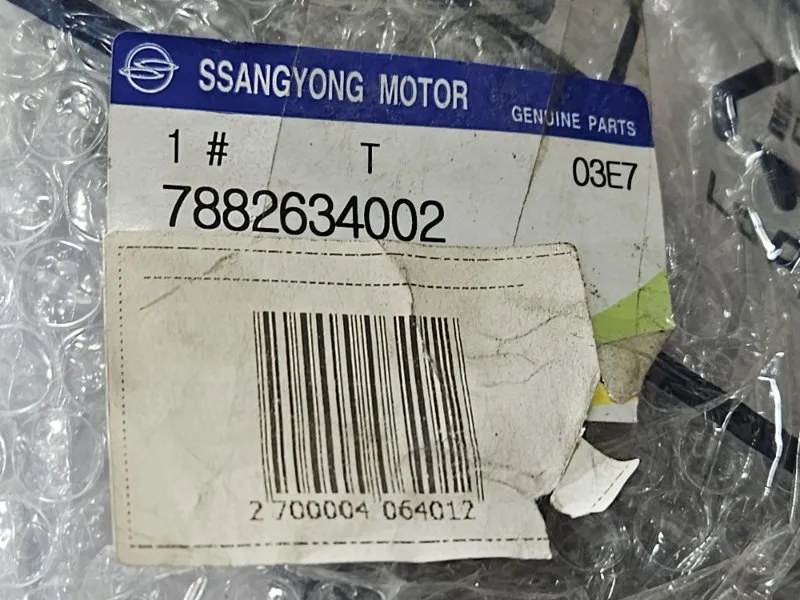 SSANGYONG MOTOR
GENUINE PARTS
1 # T 03E7
7882634002
2 700004 064012